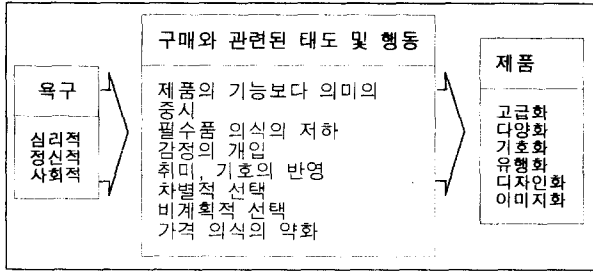 욕구
심리적
정신적
사회적
구매와 관련된 태도 및 행동
제품의 기능보다 의미의
중시
필수품 의식의 저하
감정의 개입
취미, 기호의 반영
차별적 선택
비계획적 선택
가격 의식의 약화
제품
고급화
다양화
기호화
유행화
디자인화
이미지화